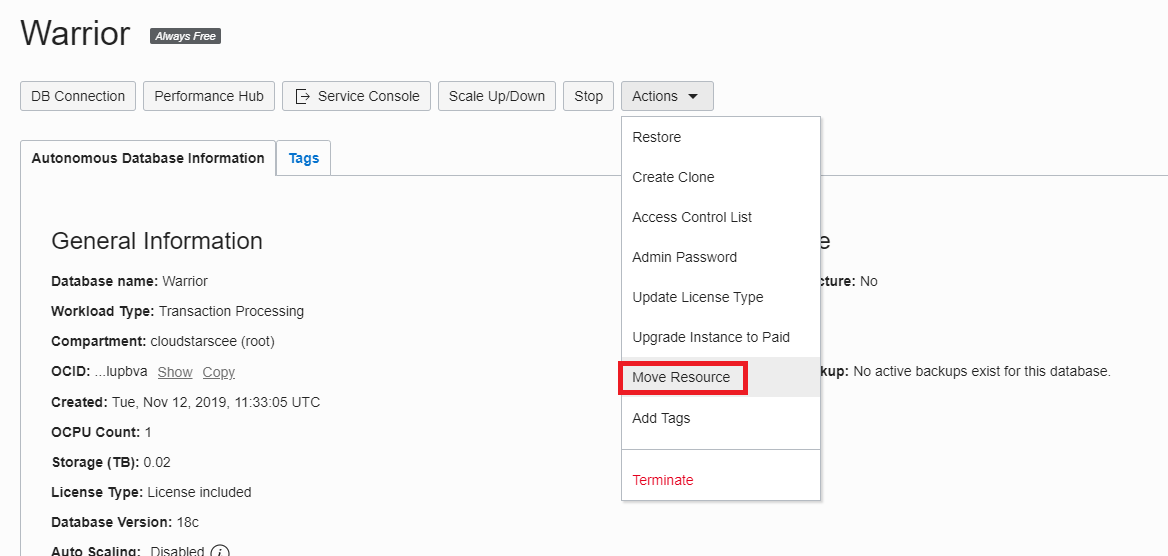 Warrior Always Free
DB Connection Performance Hub Service Console Scale Up/Down Stop Actions
Restore
Create Clone
Access Control List
Admin Password
Update License Type
Upgrade Instance to Paid
Move Resource
Add Tags
Terminate
Autonomous Database Information Tags
General Information
Database name: Warrior
Workload Type: Transaction Processing
Compartment: cloudstarscee (root)
OCID: ...lupbva Show Copy
Created: Tue, Nov 12, 2019, 11:33:05 UTC
OCPU Count: 1
Storage (TB): 0.02
License Type: License included
Database Version: 18c
Auto Scaling: Disabled i
e
cture: No
kup: No active backups exist for this database.